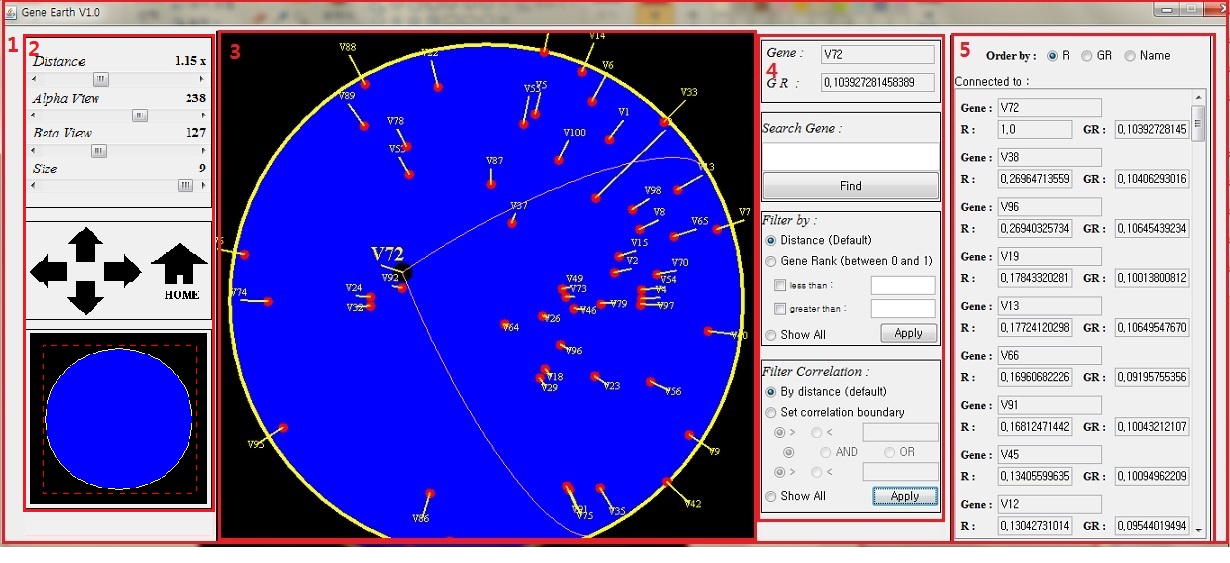 Gene Earth V1.0
1
2
Distance 1.15 x
Alpha View 238
Beta View 127
Size 9
HOME
3
V88
V22
V14
V6
V89
V5
V33
V78
V1
V100
V87
V13
V98
V37
V8
V65
V7
V72
V15
V92
V2
V70
V74
V24
V49
V54
V32
V73
V4
V46
V79
V97
V26
V64
V96
V18
V29
V23
V56
V95
V9
V86
V75
V35
V42
4
Gene : V72
G R : 0,103927281458389
Search Gene :
Find
Filter by :
Distance (Default)
Gene Rank (between 0 and 1)
less than :
greater than :
Show All Apply
Filter Correlation :
By distance (default)
Set correlation boundary
> <
AND OR
> <
Show All Apply
5
Order by : R GR Name
Connected to :
Gene : V72
R : 1,0 GR : 0,10392728145
Gene : V38
R : 0,26964713559 GR : 0,10406293016
Gene : V96
R : 0,26940325734 GR : 0,10645439234
Gene : V19
R : 0,17843320281 GR : 0,10013800812
Gene : V13
R : 0,17724120298 GR : 0,10649547670
Gene : V66
R : 0,16960682226 GR : 0,09195755356
Gene : V91
R : 0,16812471442 GR : 0,10043212107
Gene : V45
R : 0,13405599635 GR : 0,10094962209
Gene : V12
R : 0,13042731014 GR : 0,09544019494